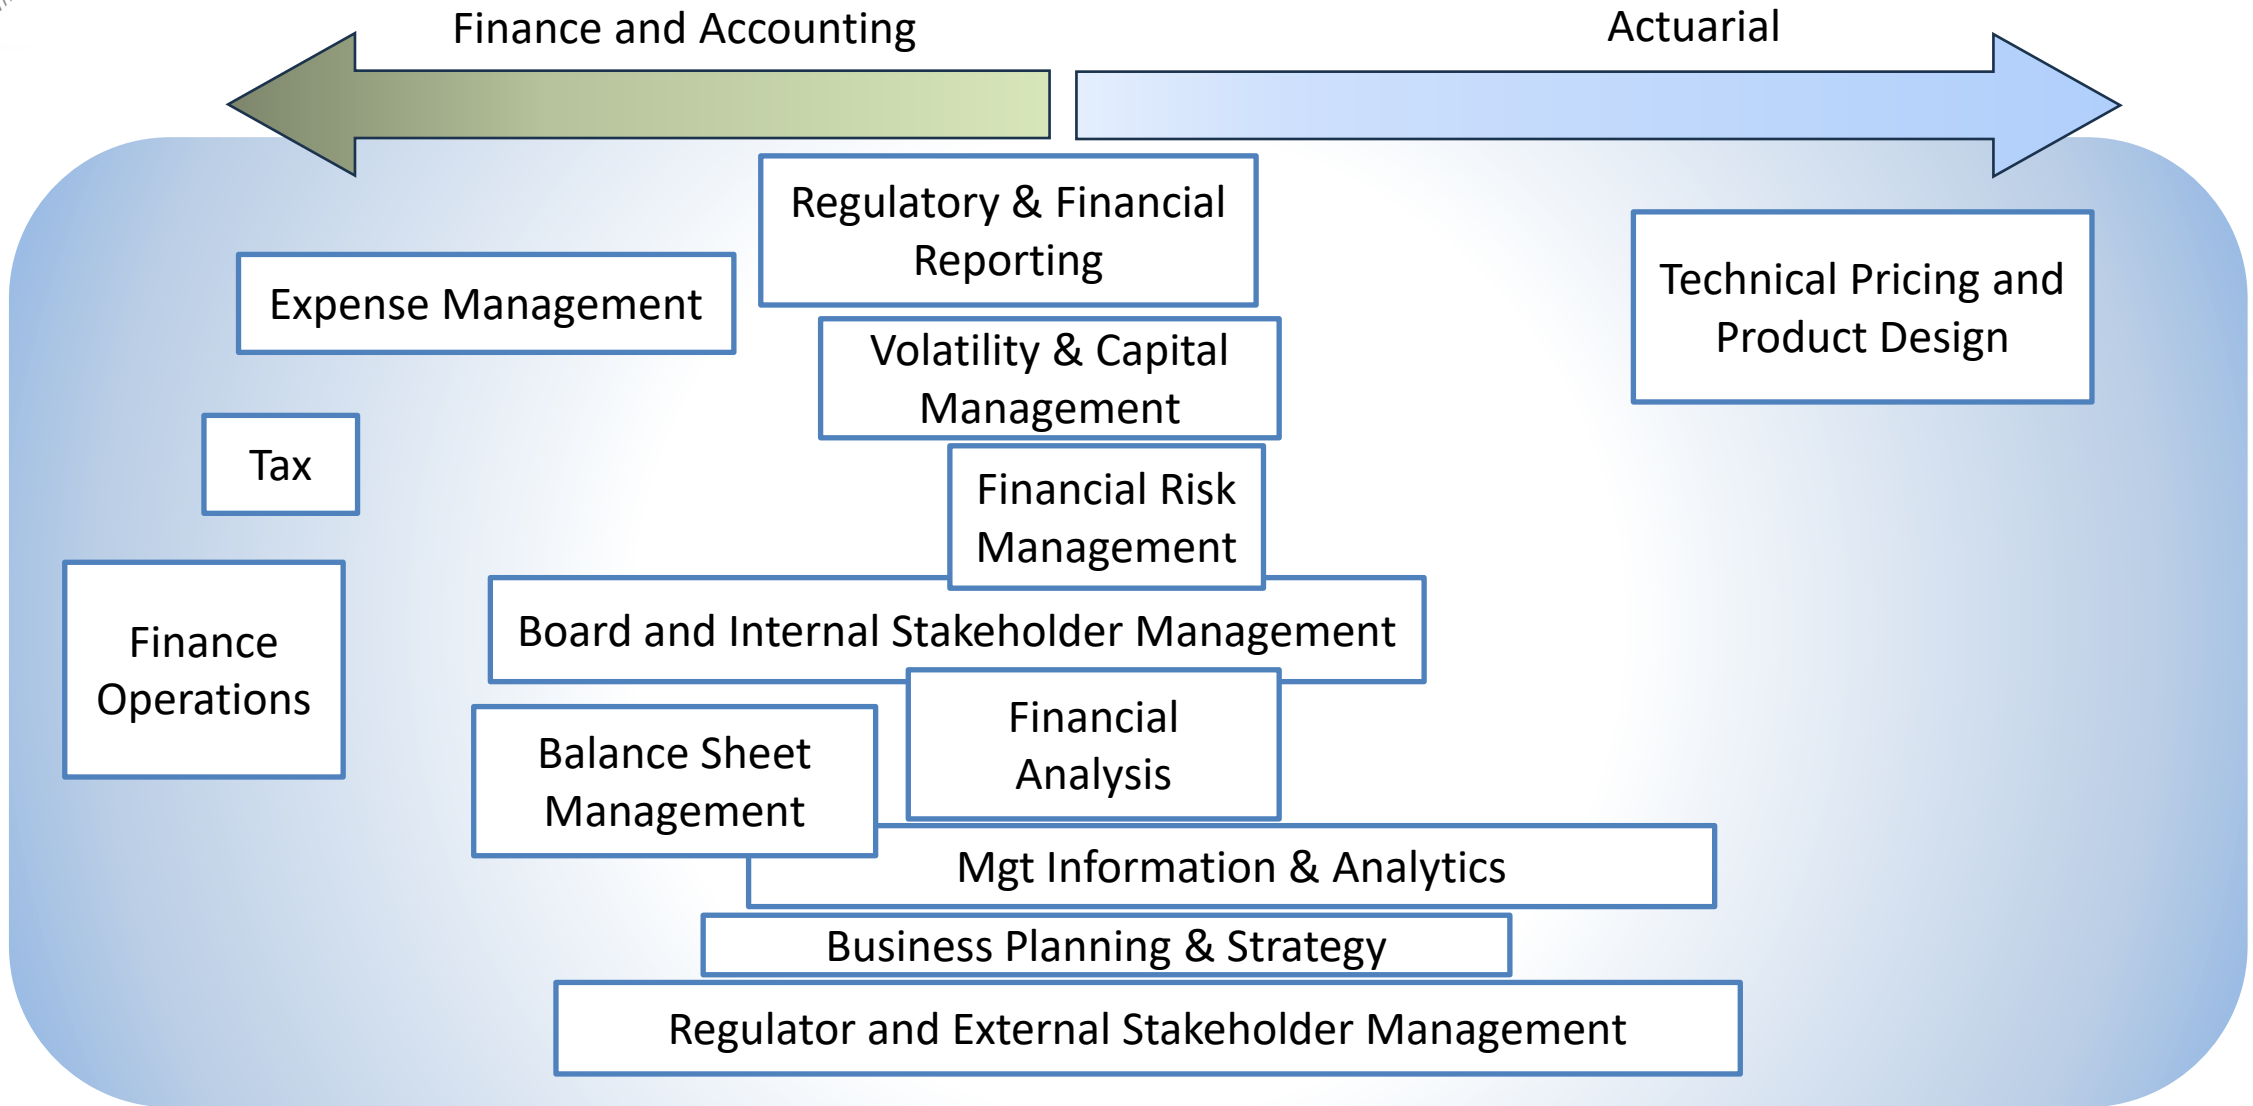 Finance and Accounting
Actuarial
Regulatory & Financial
Reporting
Expense Management
Technical Pricing and
Product Design
Volatility & Capital
Management
Tax
Financial Risk
Management
Finance
Operations
Board and Internal Stakeholder Management
Financial
Analysis
Balance Sheet
Management
Mgt Information & Analytics
Business Planning & Strategy
Regulator and External Stakeholder Management